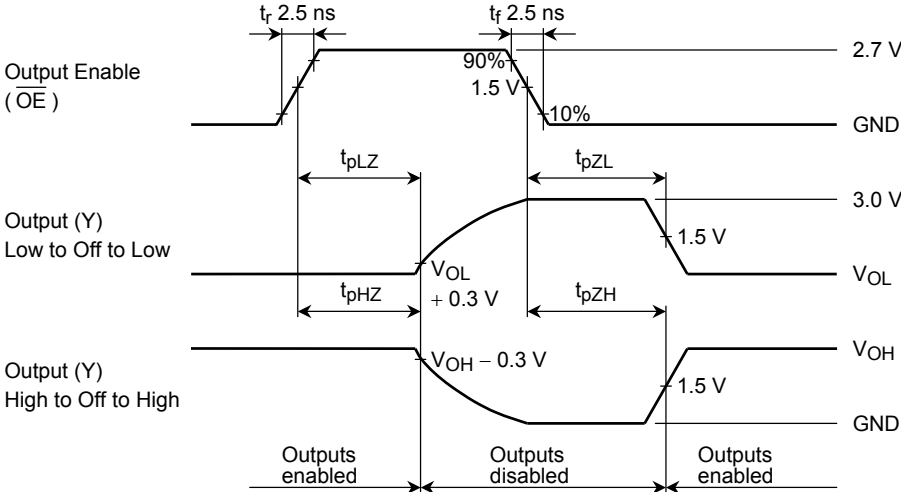 tr 2.5 ns
tf 2.5 ns
Output Enable
( OE )
90%
1.5 V
10%
2.7 V
GND
tpLZ
tpZL
3.0 V
Output (Y)
Low to Off to Low
1.5 V
VOL
+ 0.3 V
VOL
tpHZ
tpZH
VOH
Output (Y)
High to Off to High
VOH − 0.3 V
1.5 V
GND
Outputs
enabled
Outputs
disabled
Outputs
enabled